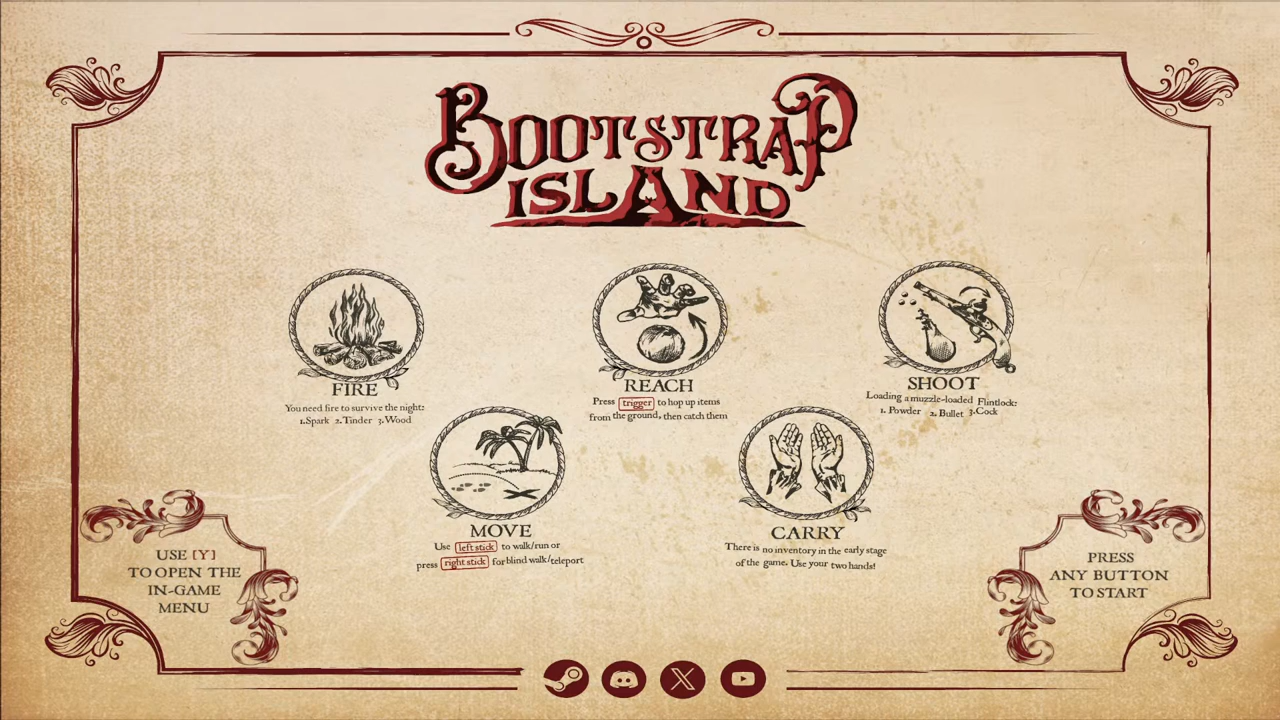 BOOTSTRAP
ISLAND
FIRE
You need fire to survive the night:
1.Spark 2.Tinder 3.Wood
REACH
Press trigger to hop up items
from the ground, then catch them
SHOOT
Loading a muzzle-loaded Flintlock:
1. Powder 2. Bullet 3.Cock
MOVE
Use left stick to walk/run or
press right stick for blind walk/teleport
CARRY
There is no inventory in the early stage
of the game. Use your two hands!
USE [Y]
TO OPEN THE
IN-GAME
MENU
PRESS
ANY BUTTON
TO START